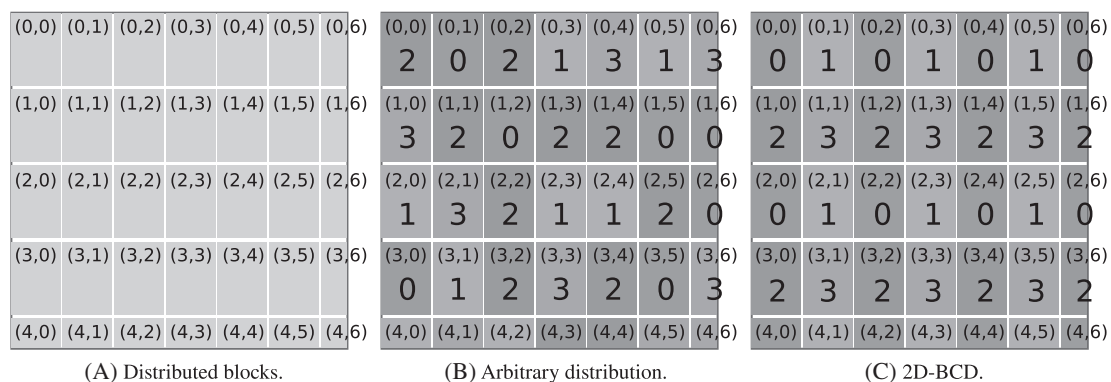 (0,0) (0,1) (0,2) (0,3) (0,4) (0,5) (0,6)
(1,0) (1,1) (1,2) (1,3) (1,4) (1,5) (1,6)
(2,0) (2,1) (2,2) (2,3) (2,4) (2,5) (2,6)
(3,0) (3,1) (3,2) (3,3) (3,4) (3,5) (3,6)
(4,0) (4,1) (4,2) (4,3) (4,4) (4,5) (4,6)
(A) Distributed blocks.
(0,0) (0,1) (0,2) (0,3) (0,4) (0,5) (0,6)
2 0 2 1 3 1 3
(1,0) (1,1) (1,2) (1,3) (1,4) (1,5) (1,6)
3 2 0 2 2 0 0
(2,0) (2,1) (2,2) (2,3) (2,4) (2,5) (2,6)
1 3 2 1 1 2 0
(3,0) (3,1) (3,2) (3,3) (3,4) (3,5) (3,6)
0 1 2 3 2 0 3
(4,0) (4,1) (4,2) (4,3) (4,4) (4,5) (4,6)
(B) Arbitrary distribution.
(0,0) (0,1) (0,2) (0,3) (0,4) (0,5) (0,6)
0 1 0 1 0 1 0
(1,0) (1,1) (1,2) (1,3) (1,4) (1,5) (1,6)
2 3 2 3 2 3 2
(2,0) (2,1) (2,2) (2,3) (2,4) (2,5) (2,6)
0 1 0 1 0 1 0
(3,0) (3,1) (3,2) (3,3) (3,4) (3,5) (3,6)
2 3 2 3 2 3 2
(4,0) (4,1) (4,2) (4,3) (4,4) (4,5) (4,6)
(C) 2D-BCD.